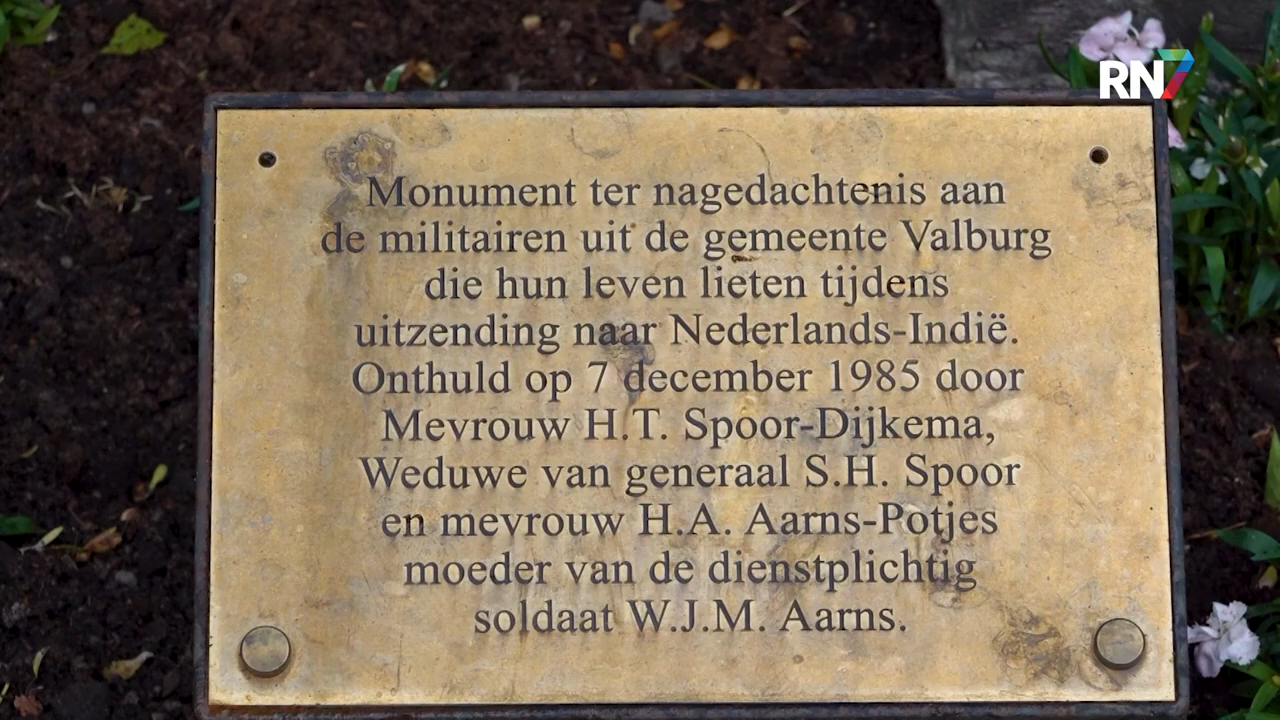 RN7
Monument ter nagedachtenis aan
de militairen uit de gemeente Valburg
die hun leven lieten tijdens
uitzending naar Nederlands-Indië.
Onthuld op 7 december 1985 door
Mevrouw H.T. Spoor-Dijkema,
Weduwe van generaal S.H. Spoor
en mevrouw H.A. Aarns-Potjes
moeder van de dienstplichtig
soldaat W.J.M. Aarns.